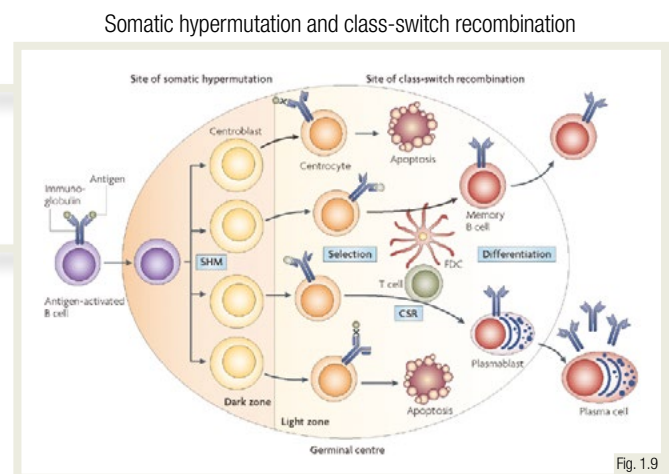 Somatic hypermutation and class-switch recombination
Site of somatic hypermutation
Site of class-switch recombination
Centroblast
Centrocyte
Apoptosis
Immuno-
globulin
Antigen
Memory
B cell
SHM
Selection
FDC
Differentiation
T cell
Antigen-activated
B cell
CSR
Plasmablast
Dark zone
Light zone
Apoptosis
Plasma cell
Germinal centre
Fig. 1.9